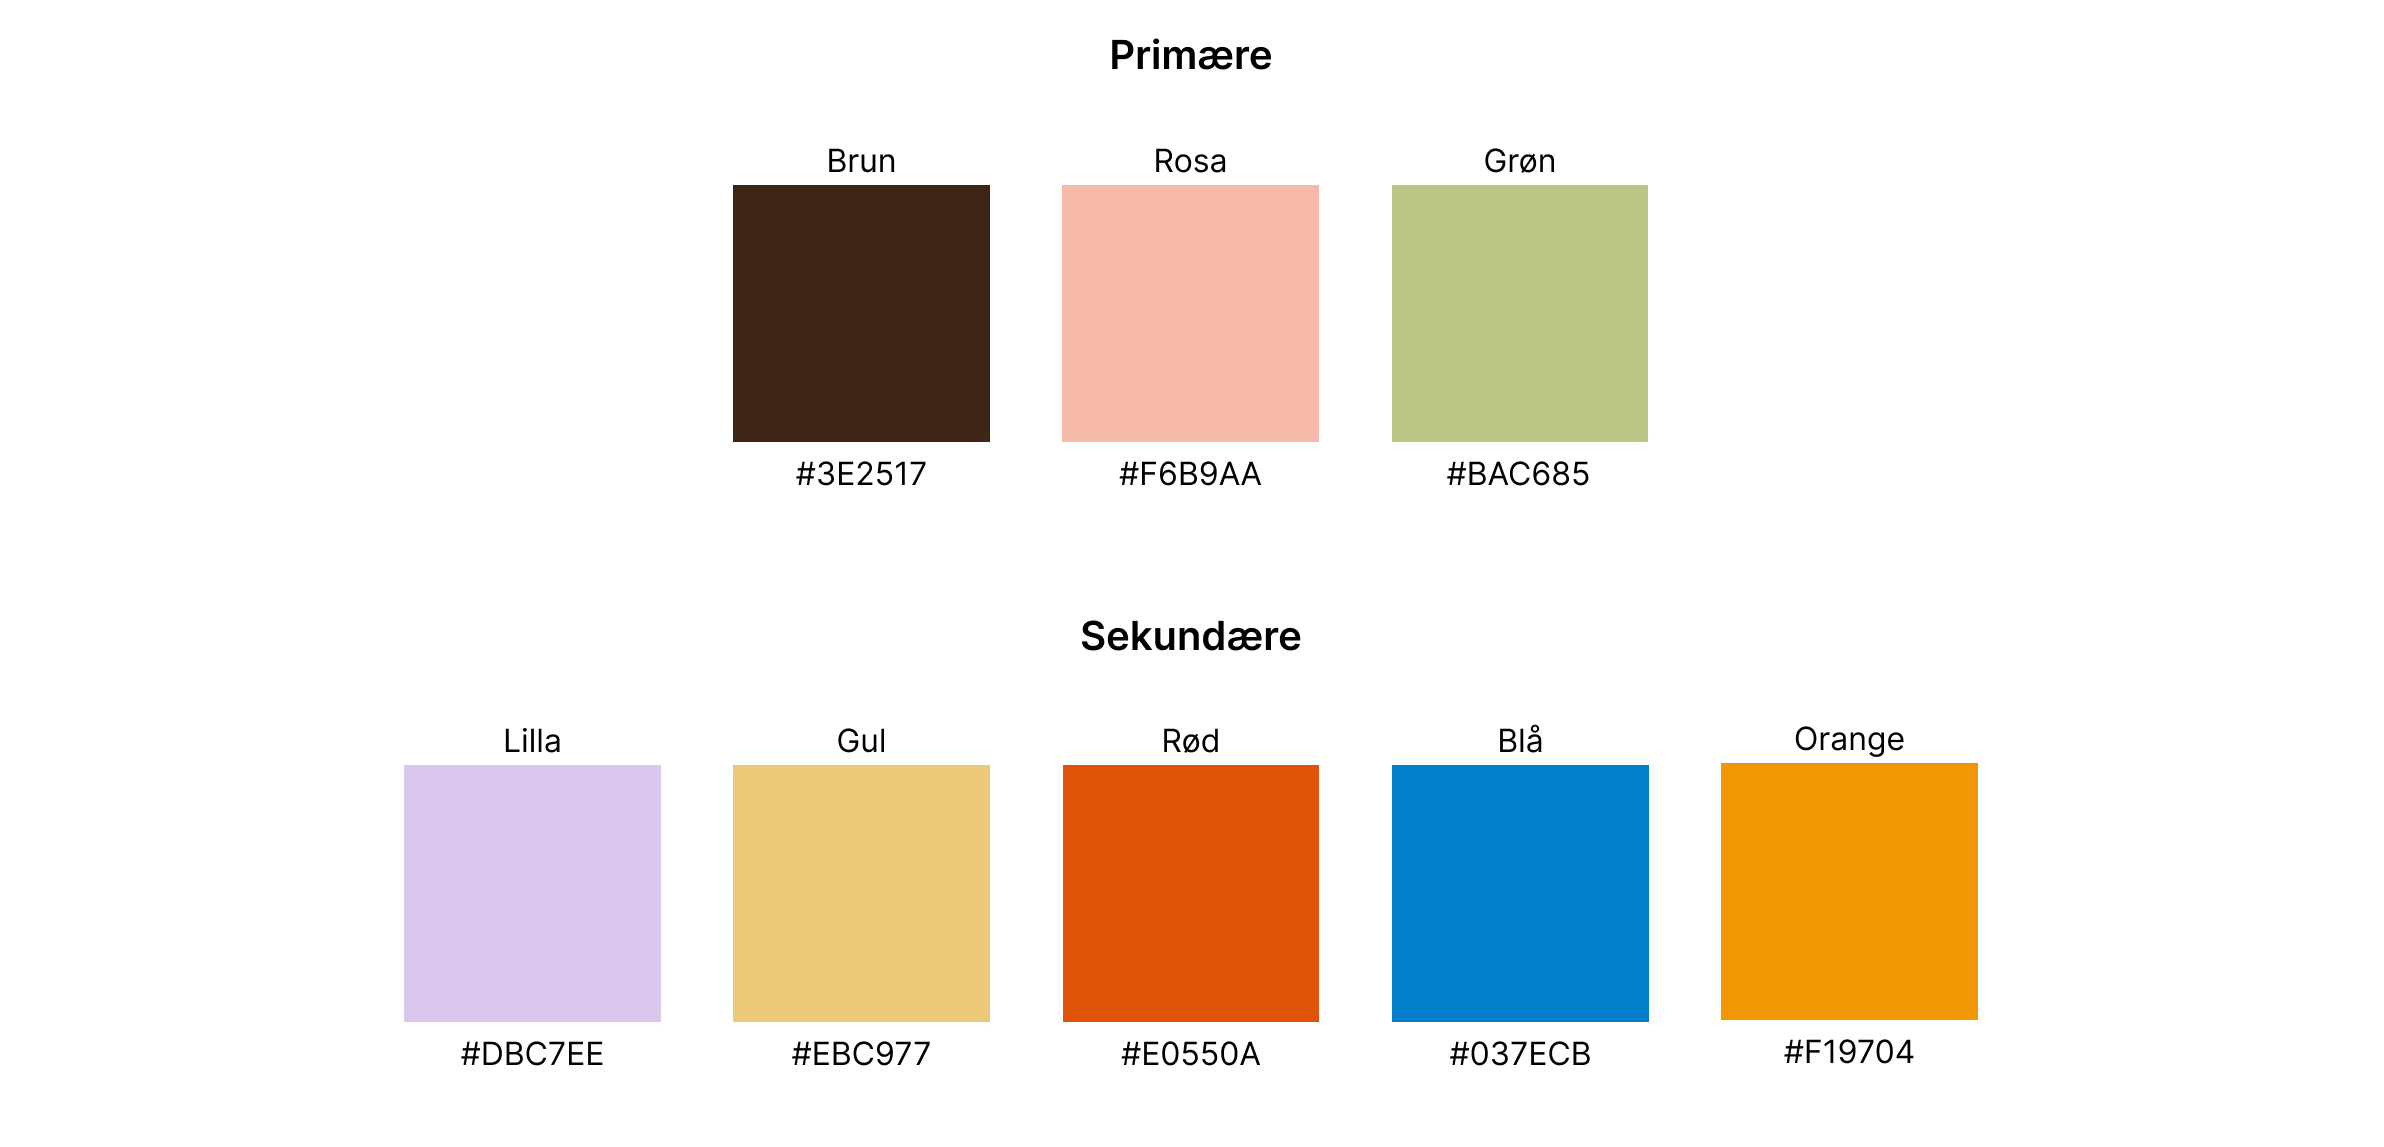 Primære
Brun Rosa Grøn
#3E2517 #F6B9AA #BAC685
Sekundære
Lilla Gul Rød Blå Orange
#DBC7EE #EBC977 #E0550A #037ECB #F19704